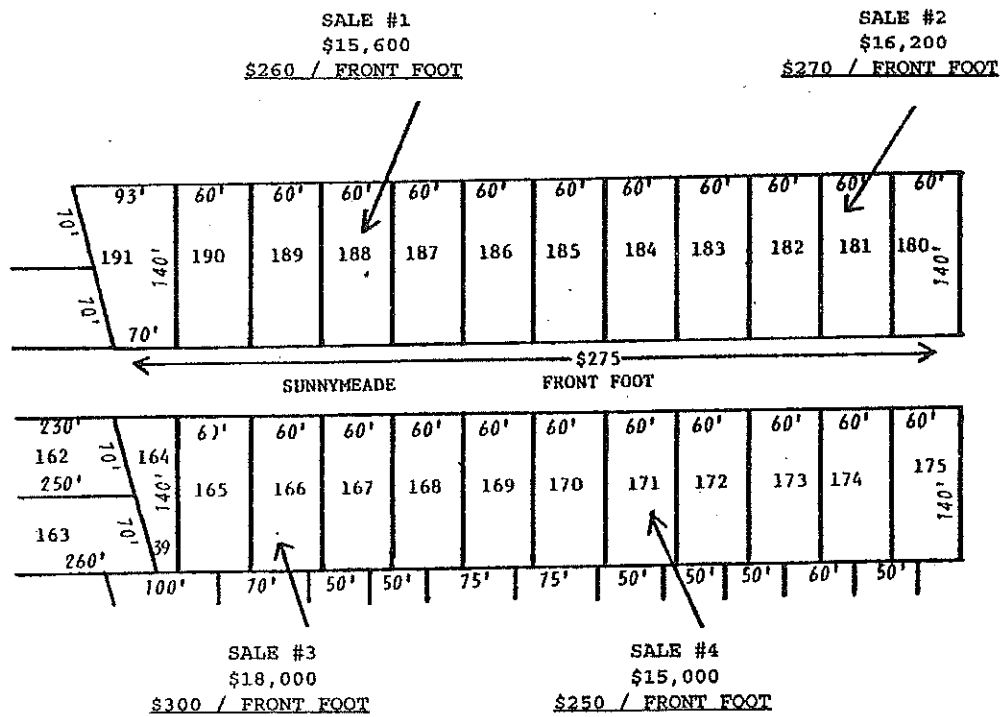 SALE #1
$15,600
$260 / FRONT FOOT
SALE #2
$16,200
$270 / FRONT FOOT
93' 60' 60' 60' 60' 60' 60' 60' 60' 60' 60' 60'
70'
191 140' 190 189 188 187 186 185 184 183 182 181 180 140'
70'
70'
$275
SUNNYMEADE FRONT FOOT
230' 60' 60' 60' 60' 60' 60' 60' 60' 60' 60'
162 70' 164
250' 140' 165 166 167 168 169 170 171 172 173 174 175 140'
163 70' 39
260'
100' 70' 50' 50' 75' 75' 50' 50' 50' 60' 50'
SALE #3
$18,000
$300 / FRONT FOOT
SALE #4
$15,000
$250 / FRONT FOOT